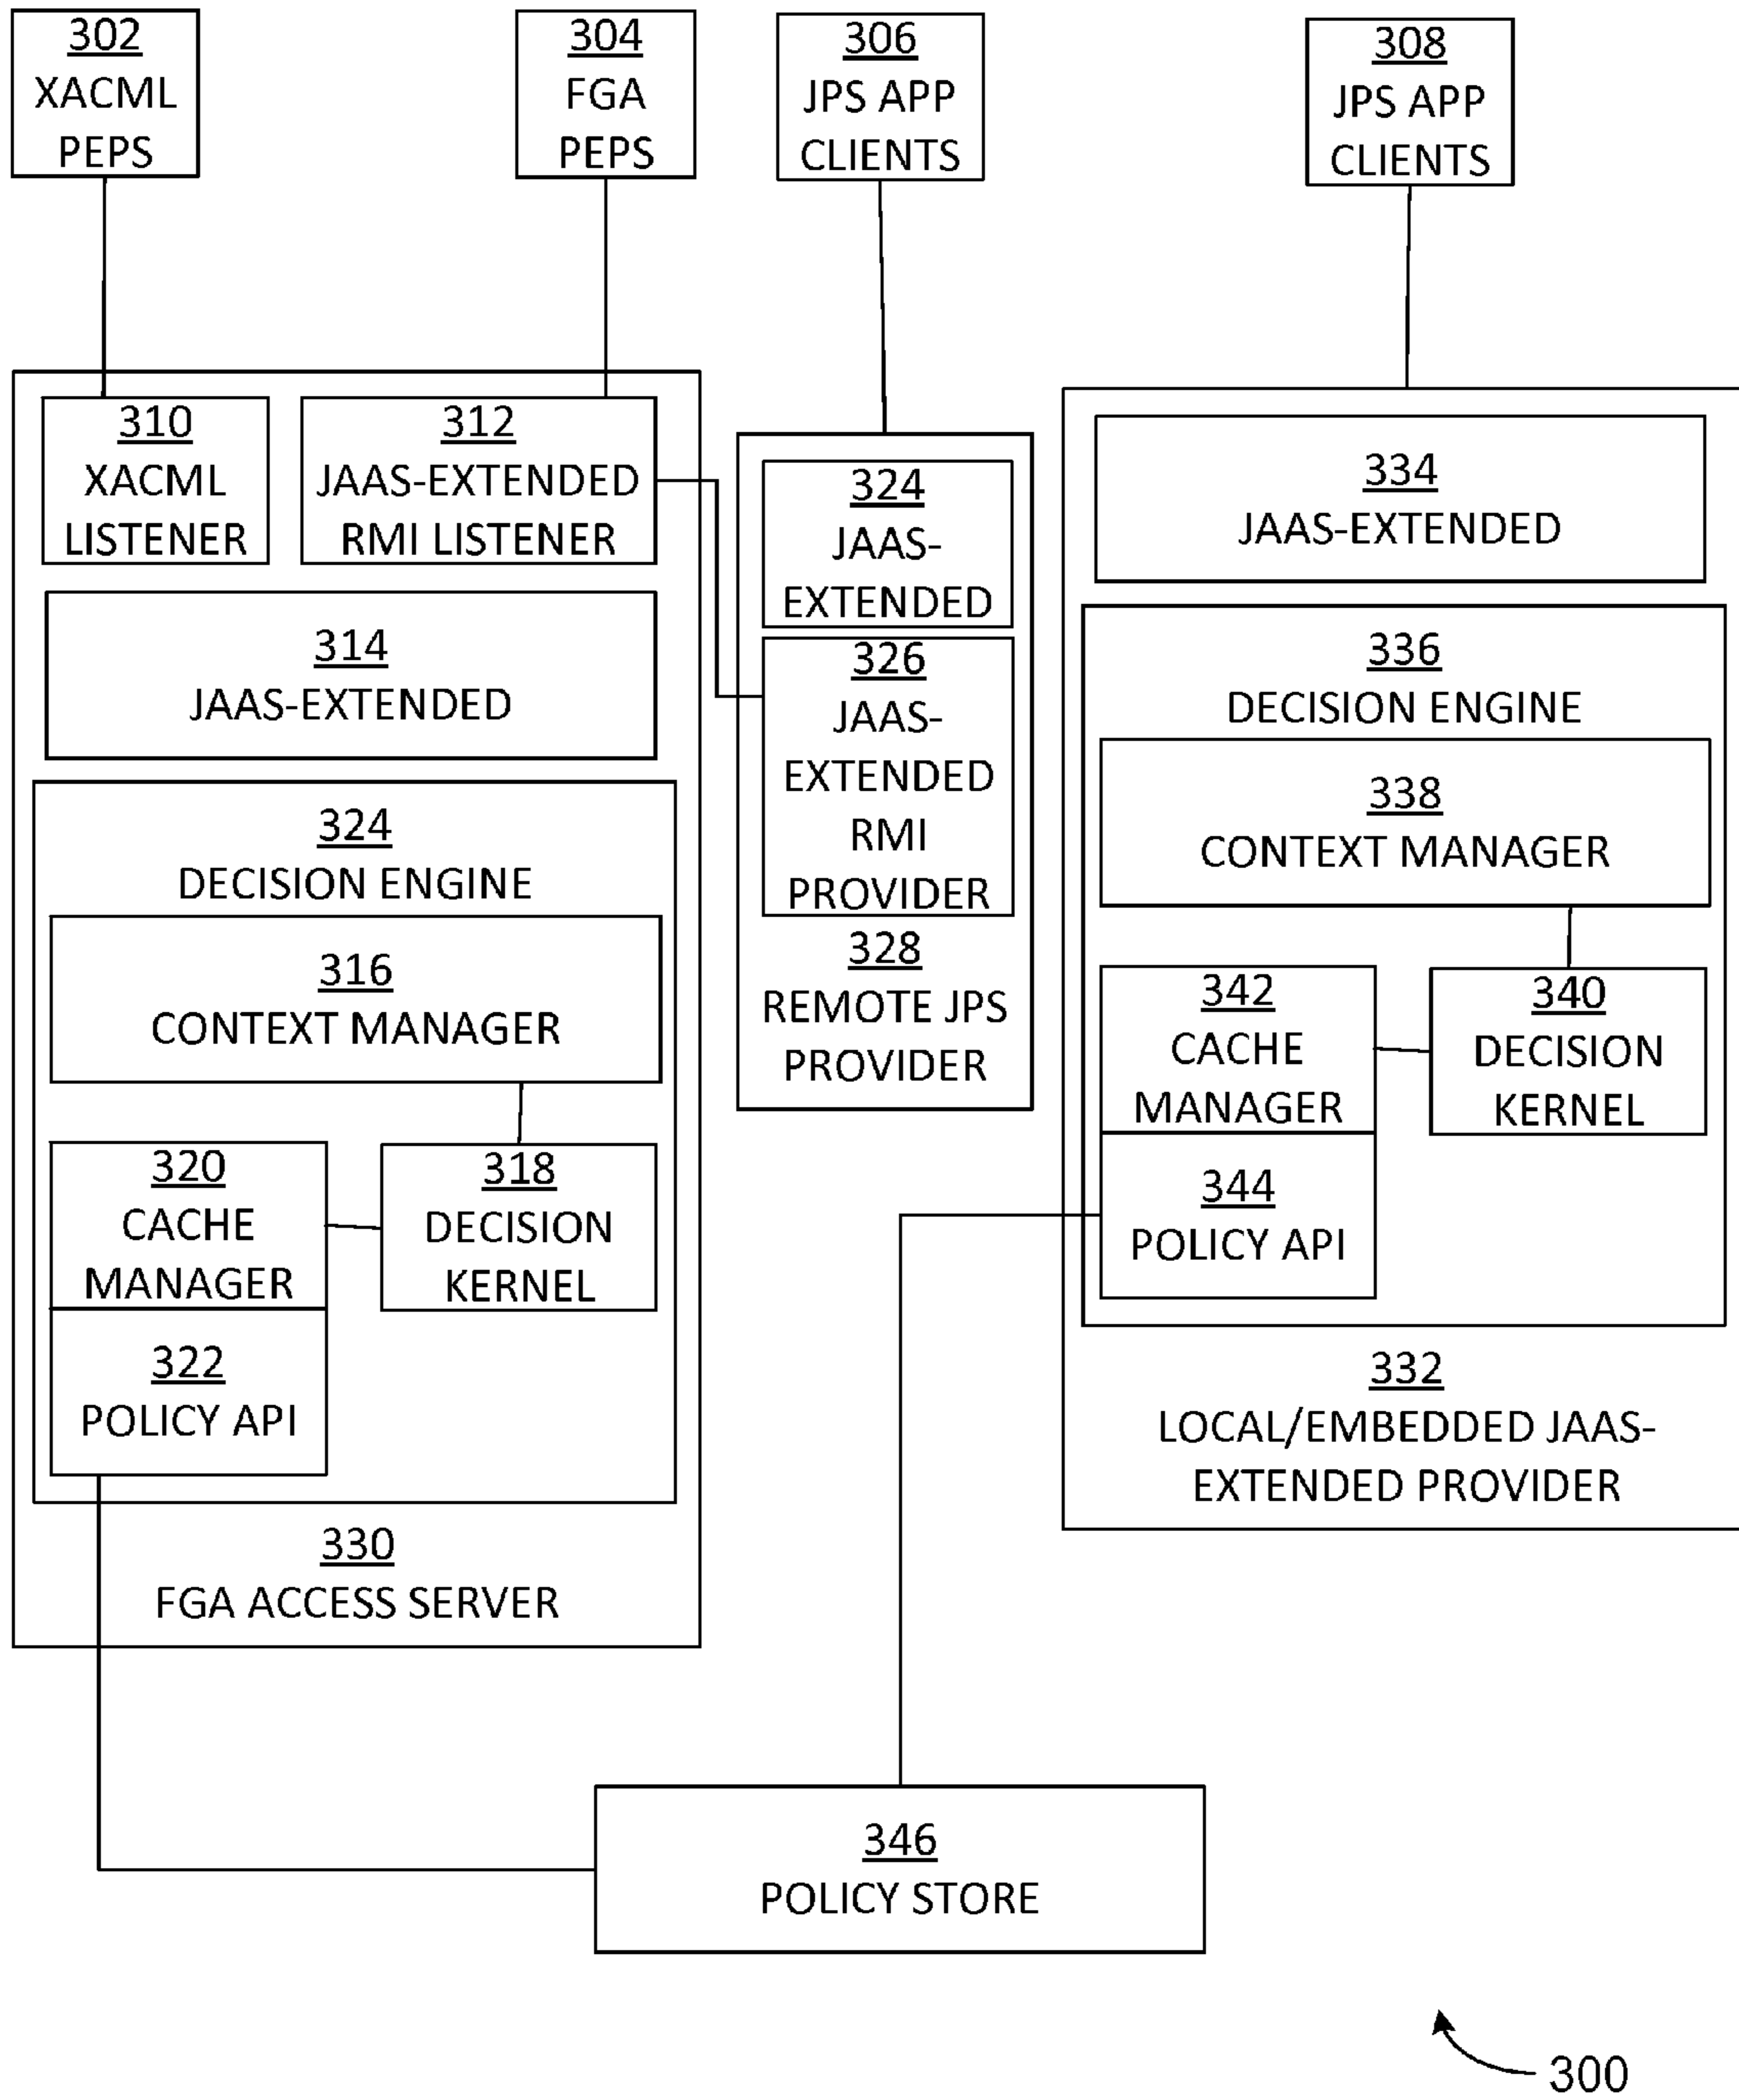 302
XACML
PEPS
304
FGA
PEPS
306
JPS APP
CLIENTS
308
JPS APP
CLIENTS
310
XACML
LISTENER
312
JAAS-EXTENDED
RMI LISTENER
314
JAAS-EXTENDED
324
DECISION ENGINE
316
CONTEXT MANAGER
320
CACHE
MANAGER
318
DECISION
KERNEL
322
POLICY API
330
FGA ACCESS SERVER
324
JAAS-
EXTENDED
326
JAAS-
EXTENDED
RMI
PROVIDER
328
REMOTE JPS
PROVIDER
334
JAAS-EXTENDED
336
DECISION ENGINE
338
CONTEXT MANAGER
342
CACHE
MANAGER
340
DECISION
KERNEL
344
POLICY API
332
LOCAL/EMBEDDED JAAS-
EXTENDED PROVIDER
346
POLICY STORE
300